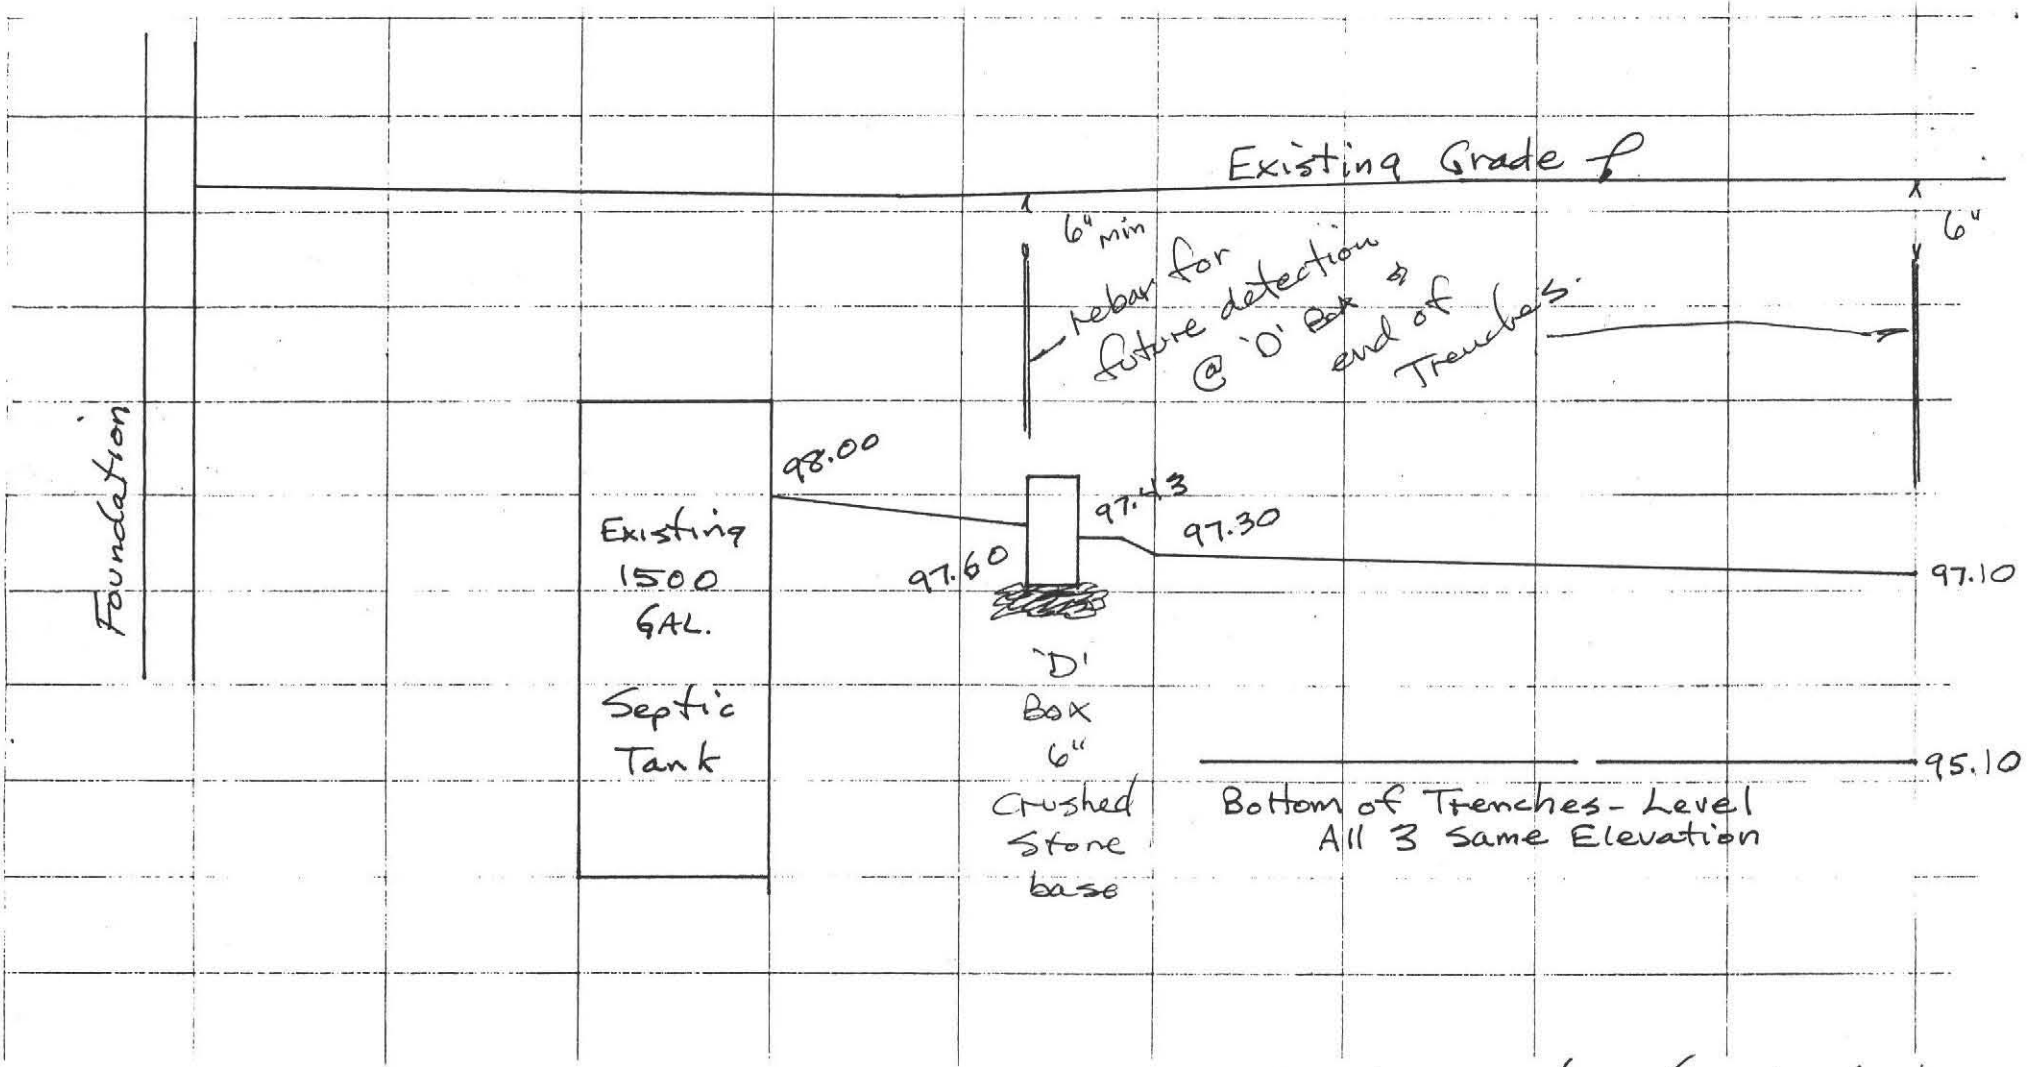 Existing Grade
6" min
6"
rebar for
future detection
@ 'D' Box &
end of
Trenches.
Foundation
98.00
97.43
97.30
97.60
97.10
Existing
1500
GAL.
Septic
Tank
'D'
Box
6"
Crushed
Stone
base
95.10
Bottom of Trenches - Level
All 3 Same Elevation